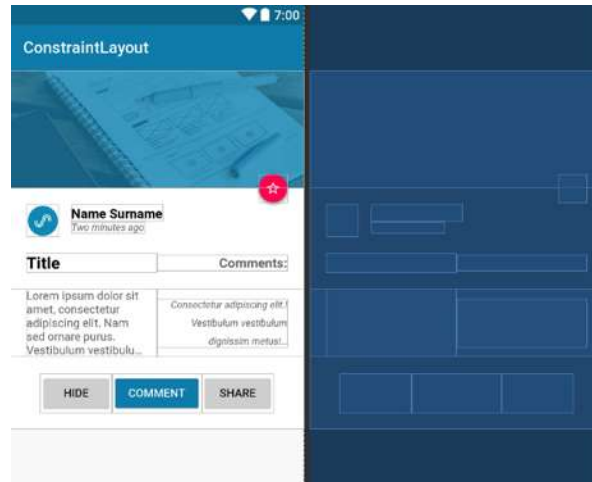 7:00
ConstraintLayout
Name Surname
Two minutes ago
Title
Comments:
Lorem ipsum dolor sit
amet, consectetur
adipiscing elit. Nam
sed ornare purus.
Vestibulum vestibulu...
Consectetur adipiscing elit.!
Vestibulum vestibulum
dignissim metus!...
HIDE
COMMENT
SHARE